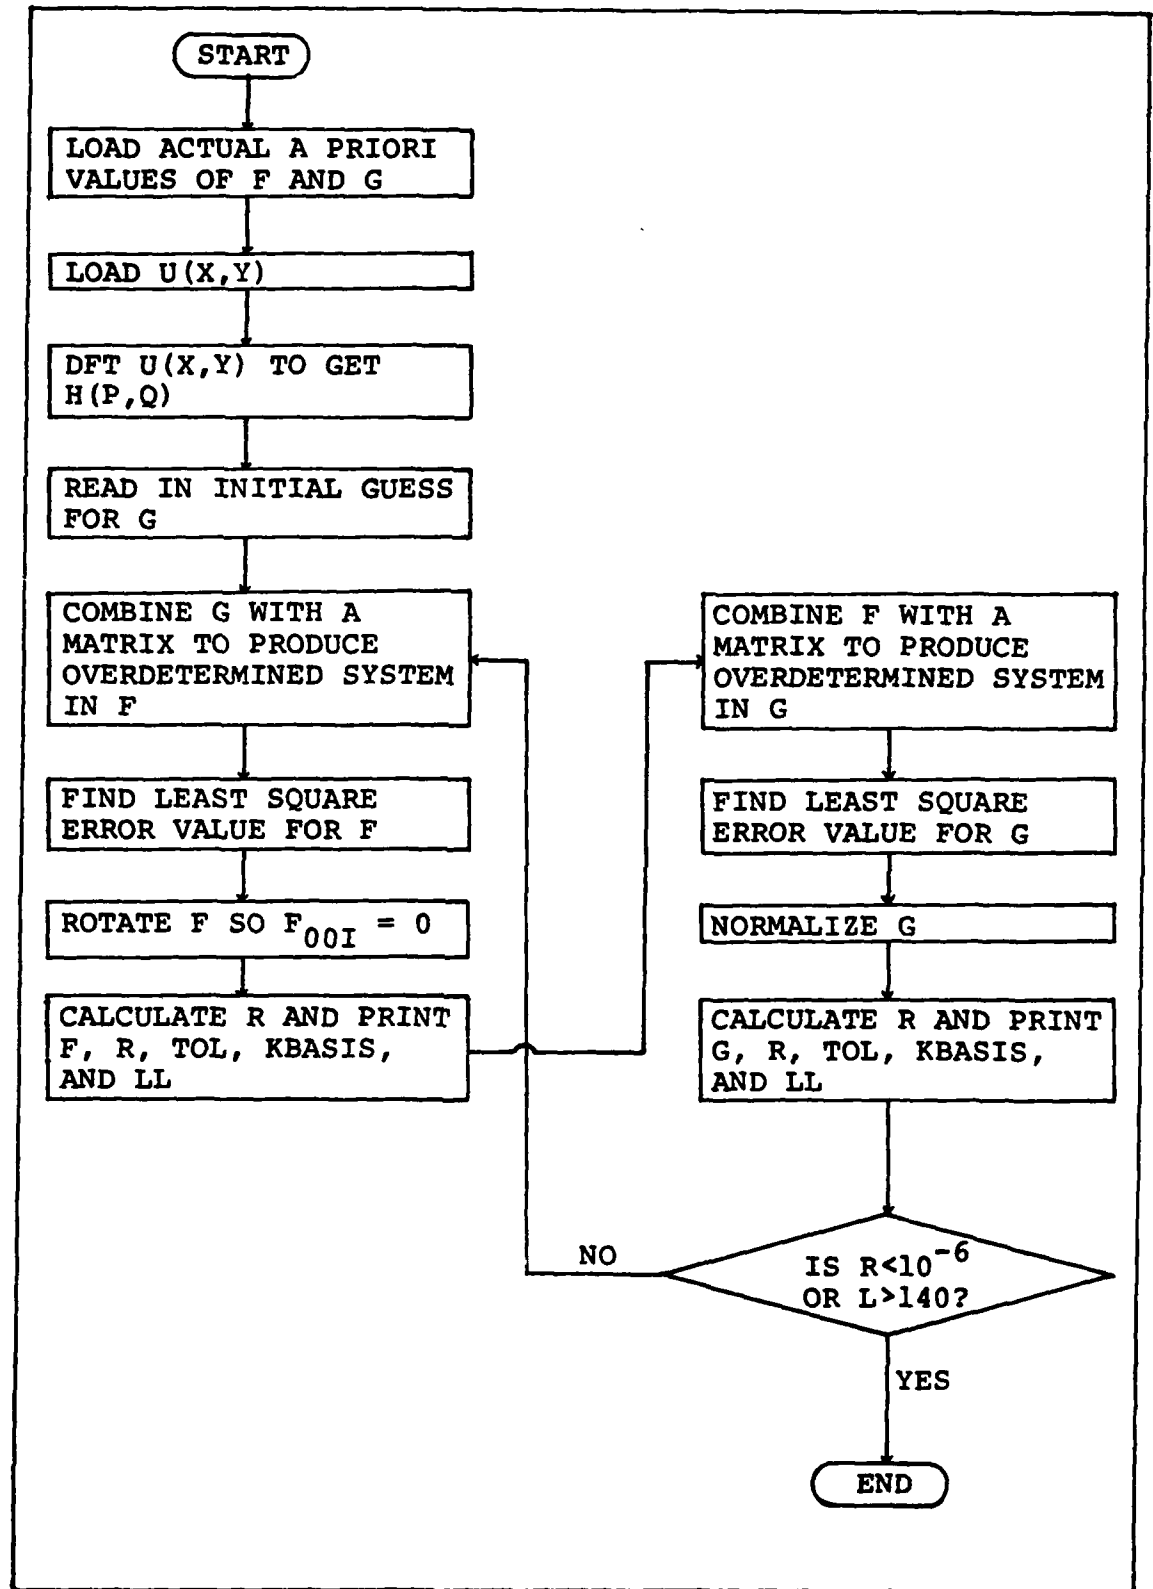 START
LOAD ACTUAL A PRIORI
VALUES OF F AND G
LOAD U(X,Y)
DFT U(X,Y) TO GET
H(P,Q)
READ IN INITIAL GUESS
FOR G
COMBINE G WITH A
MATRIX TO PRODUCE
OVERDETERMINED SYSTEM
IN F
FIND LEAST SQUARE
ERROR VALUE FOR F
ROTATE F SO F_{00I} = 0
CALCULATE R AND PRINT
F, R, TOL, KBASIS,
AND LL
COMBINE F WITH A
MATRIX TO PRODUCE
OVERDETERMINED SYSTEM
IN G
FIND LEAST SQUARE
ERROR VALUE FOR G
NORMALIZE G
CALCULATE R AND PRINT
G, R, TOL, KBASIS,
AND LL
IS R<10^{-6}
OR L>140?
NO
YES
END